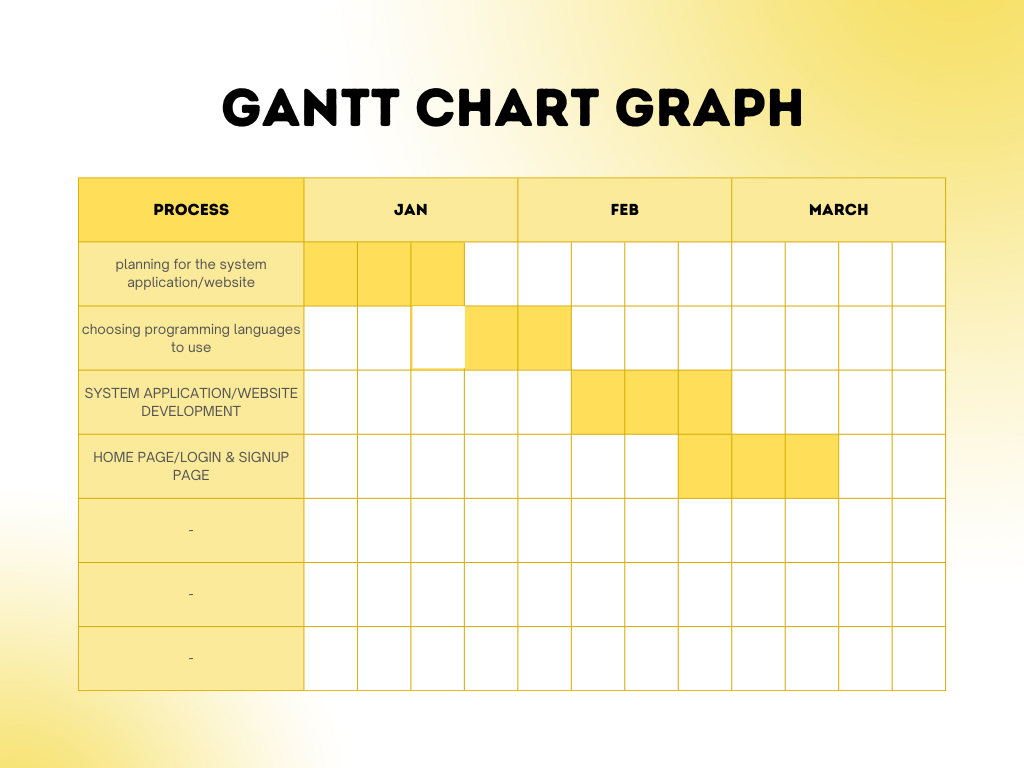 GANTT CHART GRAPH
PROCESS
JAN
FEB
MARCH
planning for the system
application/website
choosing programming languages
to use
SYSTEM APPLICATION/WEBSITE
DEVELOPMENT
HOME PAGE/LOGIN & SIGNUP
PAGE
-
-
-